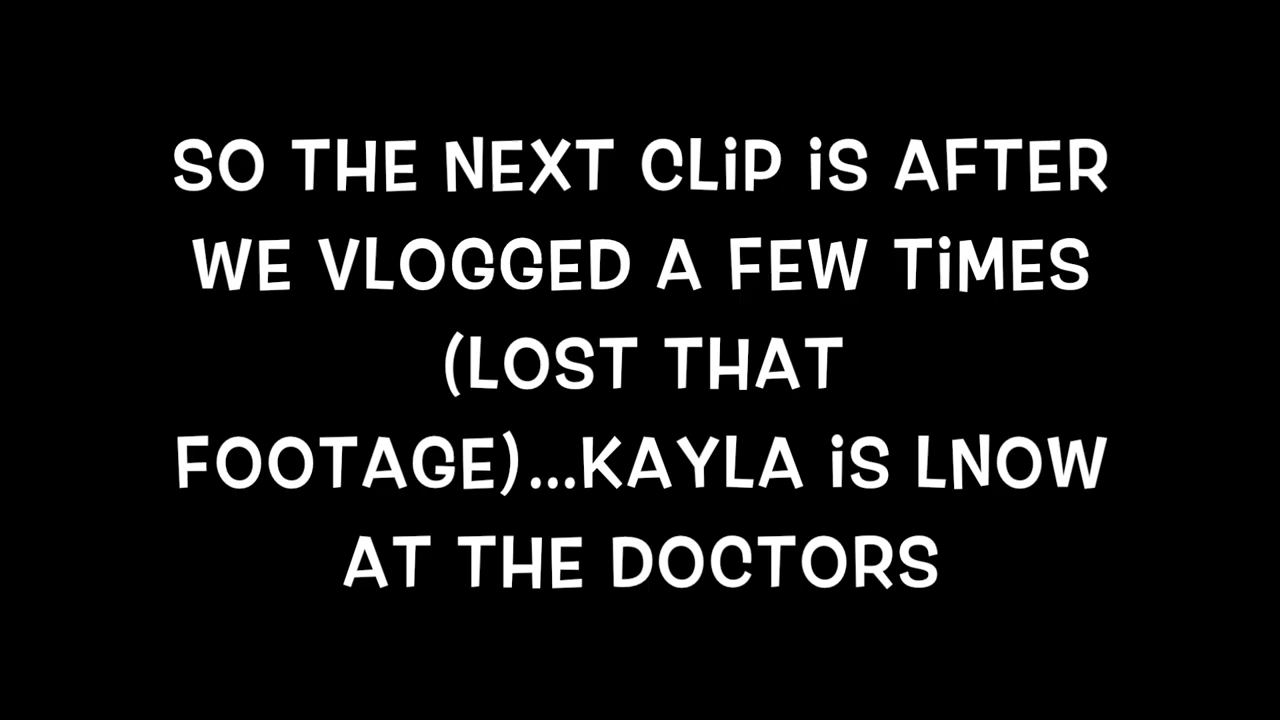 SO THE NEXT CLiP iS AFTER
WE VLOGGED A FEW TiMES
(LOST THAT
FOOTAGE)...KAYLA iS LNOW
AT THE DOCTORS